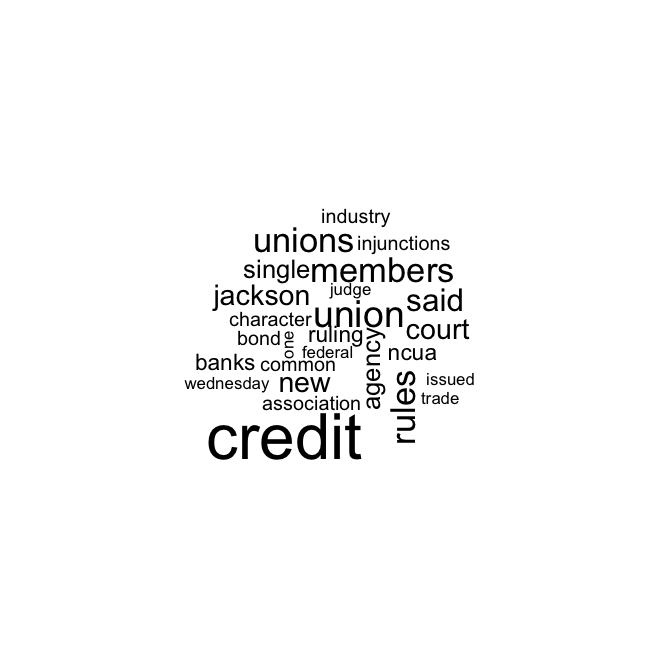 industry
unions injunctions
single members
judge
jackson said
character union
court
bond one ruling
federal ncua
banks common agency
wednesday new issued
rules trade
association
credit